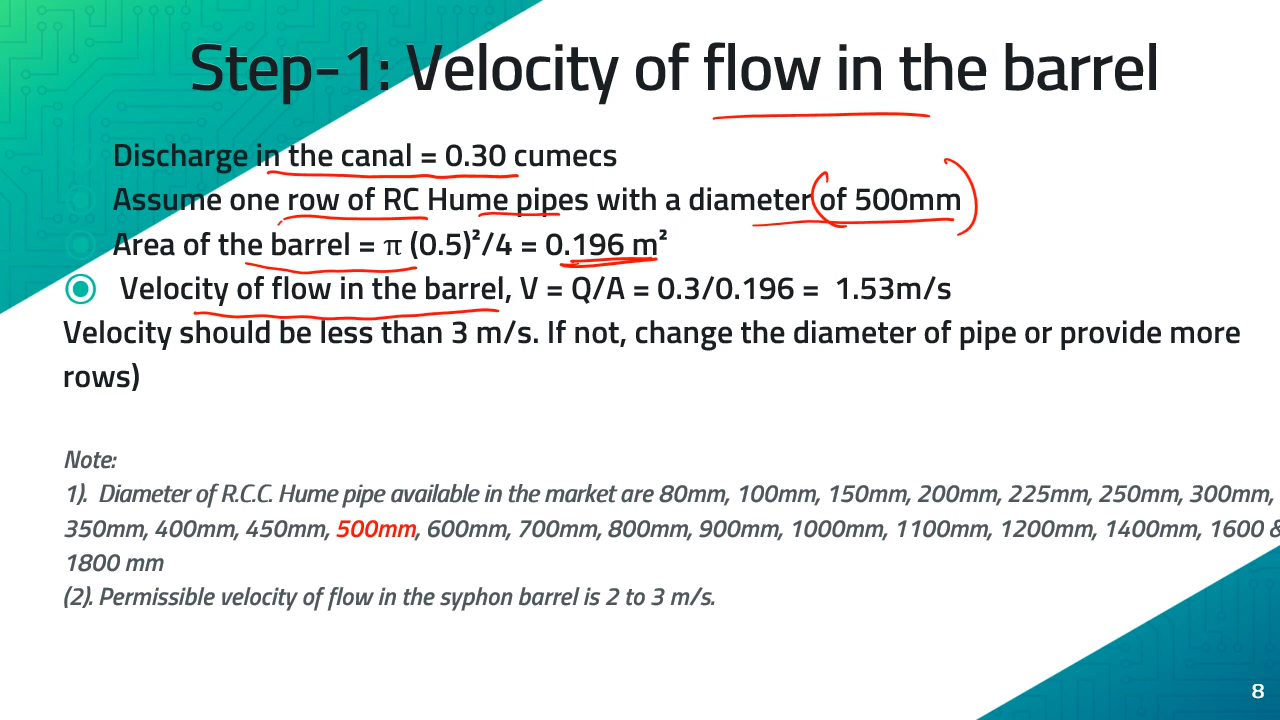 Step-1: Velocity of flow in the barrel
Discharge in the canal = 0.30 cumecs
Assume one row of RC Hume pipes with a diameter of 500mm
Area of the barrel = π (0.5)²/4 = 0.196 m²
Velocity of flow in the barrel, V = Q/A = 0.3/0.196 = 1.53m/s
Velocity should be less than 3 m/s. If not, change the diameter of pipe or provide more
rows)
Note:
1). Diameter of R.C.C. Hume pipe available in the market are 80mm, 100mm, 150mm, 200mm, 225mm, 250mm, 300mm,
350mm, 400mm, 450mm, 500mm, 600mm, 700mm, 800mm, 900mm, 1000mm, 1100mm, 1200mm, 1400mm, 1600 &
1800 mm
(2). Permissible velocity of flow in the syphon barrel is 2 to 3 m/s.
8